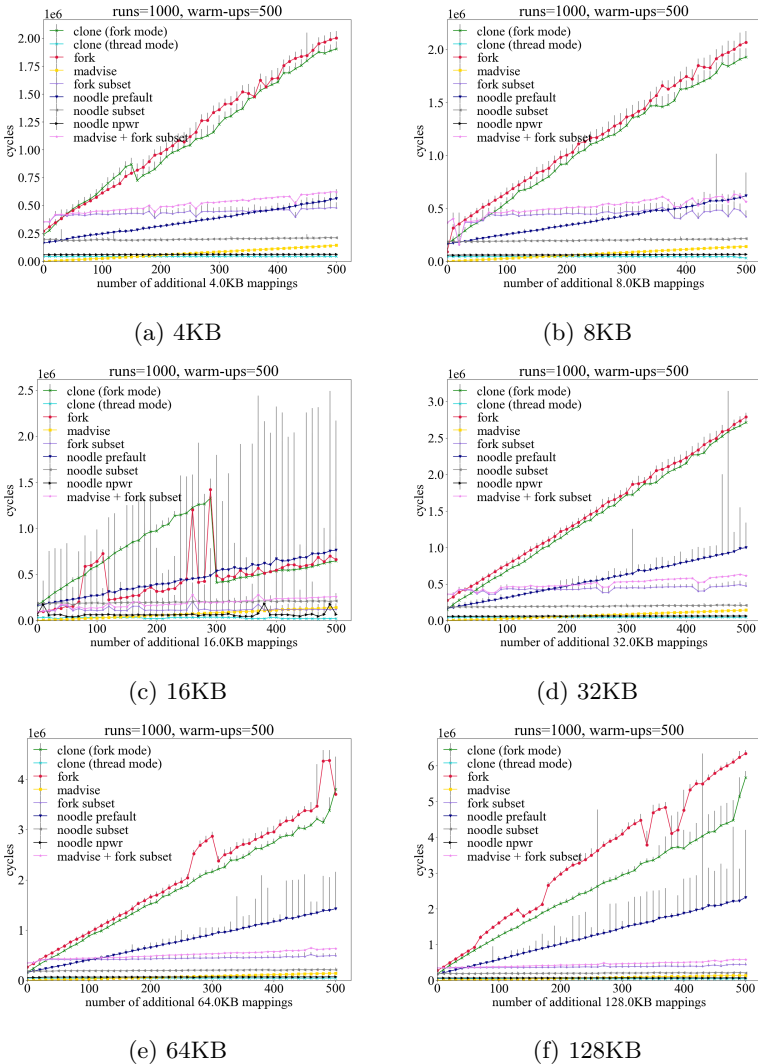 runs=1000, warm-ups=500
1e6
clone (fork mode)
clone (thread mode)
fork
madvise
fork subset
noodle prefault
noodle subset
noodle npwr
madvise + fork subset
2.00
1.75
1.50
1.25
1.00
0.75
0.50
0.25
0.00
cycles
0 100 200 300 400 500
number of additional 4.0KB mappings
(a) 4KB
runs=1000, warm-ups=500
1e6
clone (fork mode)
clone (thread mode)
fork
madvise
fork subset
noodle prefault
noodle subset
noodle npwr
madvise + fork subset
2.0
1.5
1.0
0.5
0.0
cycles
0 100 200 300 400 500
number of additional 8.0KB mappings
(b) 8KB
runs=1000, warm-ups=500
1e6
clone (fork mode)
clone (thread mode)
fork
madvise
fork subset
noodle prefault
noodle subset
noodle npwr
madvise + fork subset
2.5
2.0
1.5
1.0
0.5
0.0
cycles
0 100 200 300 400 500
number of additional 16.0KB mappings
(c) 16KB
runs=1000, warm-ups=500
1e6
clone (fork mode)
clone (thread mode)
fork
madvise
fork subset
noodle prefault
noodle subset
noodle npwr
madvise + fork subset
3.0
2.5
2.0
1.5
1.0
0.5
0.0
cycles
0 100 200 300 400 500
number of additional 32.0KB mappings
(d) 32KB
runs=1000, warm-ups=500
1e6
clone (fork mode)
clone (thread mode)
fork
madvise
fork subset
noodle prefault
noodle subset
noodle npwr
madvise + fork subset
4
3
2
1
0
cycles
0 100 200 300 400 500
number of additional 64.0KB mappings
(e) 64KB
runs=1000, warm-ups=500
1e6
clone (fork mode)
clone (thread mode)
fork
madvise
fork subset
noodle prefault
noodle subset
noodle npwr
madvise + fork subset
6
5
4
3
2
1
0
cycles
0 100 200 300 400 500
number of additional 128.0KB mappings
(f) 128KB